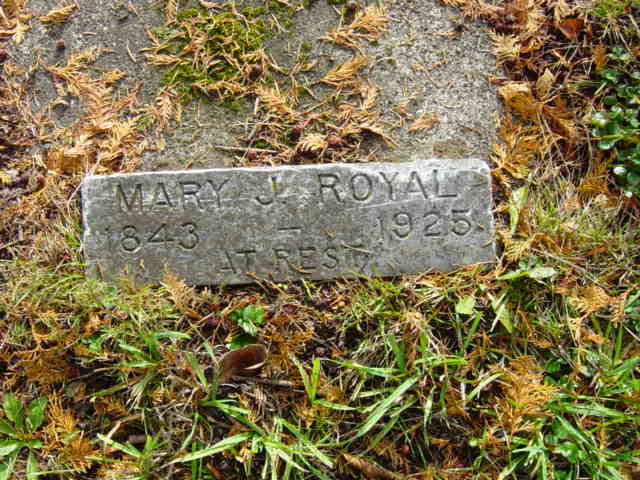 MARY J. ROYAL
1843 – 1925.
AT REST.